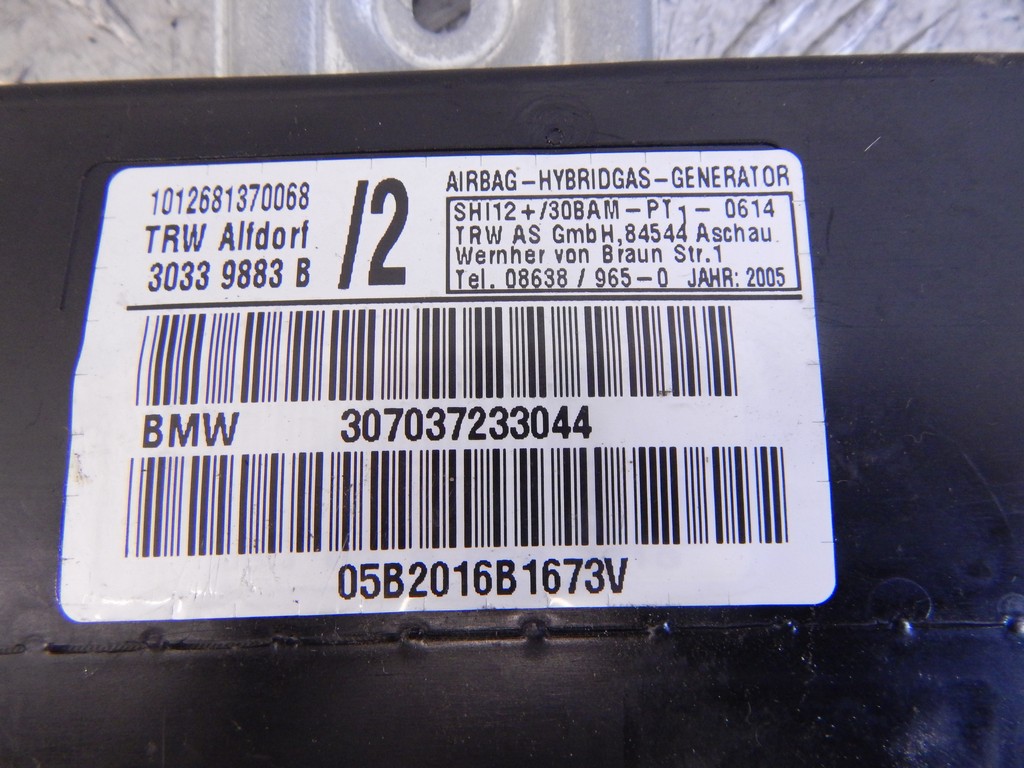 1012681370068
TRW Alfdorf
3033 9883 B
/2
AIRBAG-HYBRIDGAS-GENERATOR
SHI12+/30BAM-PT1-0614
TRW AS GmbH,84544 Aschau
Wernher von Braun Str.1
Tel. 08638 / 965-0 JAHR: 2005
BMW 307037233044
05B2016B1673V